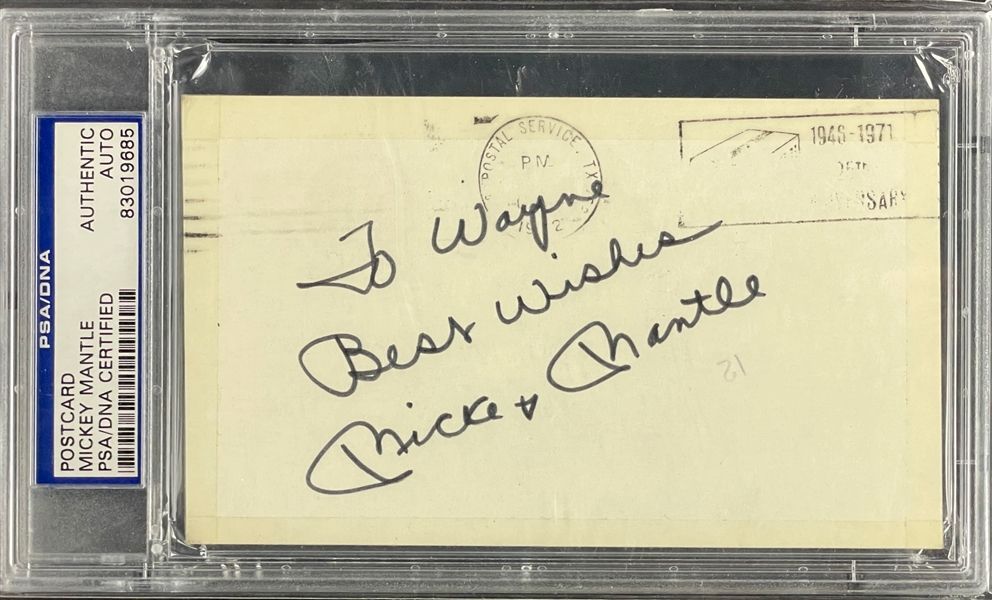 PSA/DNA
POSTCARD
MICKEY MANTLE
PSA/DNA CERTIFIED
AUTHENTIC
AUTO
83019685
POSTAL SERVICE, TX
PM
1946-1971
25TH
To Wayne
Best Wishes
Mickey Mantle
12